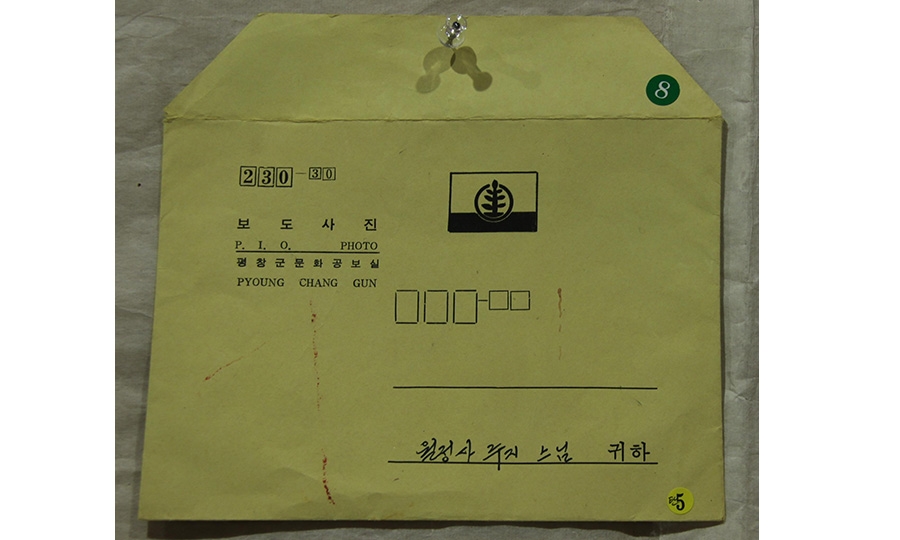 8
230-30
보도사진
P. I. O. PHOTO
평창군문화공보실
PYOUNG CHANG GUN
월정사 주지 스님 귀하
5